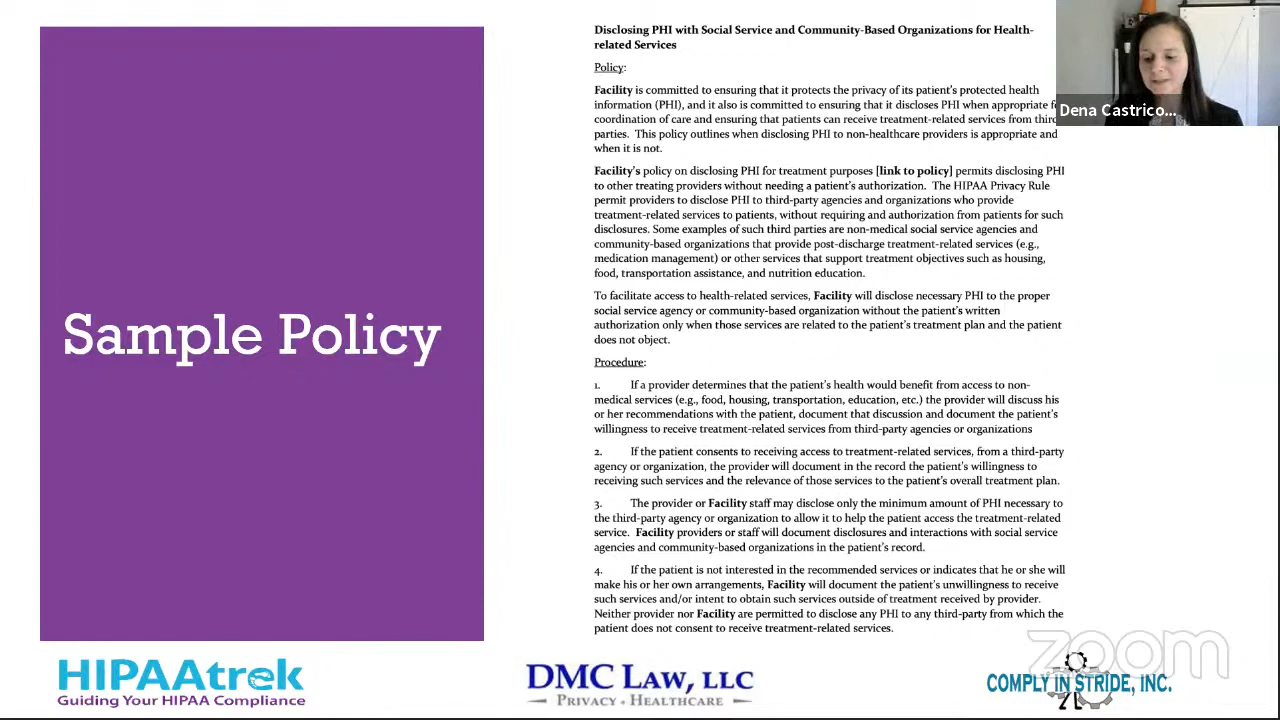 Sample Policy
Disclosing PHI with Social Service and Community-Based Organizations for Health-
related Services
Policy:
Facility is committed to ensuring that it protects the privacy of its patient's protected health
information (PHI), and it also is committed to ensuring that it discloses PHI when appropriate
coordination of care and ensuring that patients can receive treatment-related services from third
parties. This policy outlines when disclosing PHI to non-healthcare providers is appropriate and
when it is not.
Facility's policy on disclosing PHI for treatment purposes [link to policy] permits disclosing PHI
to other treating providers without needing a patient's authorization. The HIPAA Privacy Rule
permit providers to disclose PHI to third-party agencies and organizations who provide
treatment-related services to patients, without requiring and authorization from patients for such
disclosures. Some examples of such third parties are non-medical social service agencies and
community-based organizations that provide post-discharge treatment-related services (e.g.,
medication management) or other services that support treatment objectives such as housing,
food, transportation assistance, and nutrition education.
To facilitate access to health-related services, Facility will disclose necessary PHI to the proper
social service agency or community-based organization without the patient's written
authorization only when those services are related to the patient's treatment plan and the patient
does not object.
Procedure:
1. If a provider determines that the patient's health would benefit from access to non-
medical services (e.g., food, housing, transportation, education, etc.) the provider will discuss his
or her recommendations with the patient, document that discussion and document the patient's
willingness to receive treatment-related services from third-party agencies or organizations
2. If the patient consents to receiving access to treatment-related services, from a third-party
agency or organization, the provider will document in the record the patient's willingness to
receiving such services and the relevance of those services to the patient's overall treatment plan.
3. The provider or Facility staff may disclose only the minimum amount of PHI necessary to
the third-party agency or organization to allow it to help the patient access the treatment-related
service. Facility providers or staff will document disclosures and interactions with social service
agencies and community-based organizations in the patient's record.
4. If the patient is not interested in the recommended services or indicates that he or she will
make his or her own arrangements, Facility will document the patient's unwillingness to receive
such services and/or intent to obtain such services outside of treatment received by provider.
Neither provider nor Facility are permitted to disclose any PHI to any third-party from which the
patient does not consent to receive treatment-related services.
Dena Castrico...
zoom
HIPAAtrek
Guiding Your HIPAA Compliance
DMC LAW, LLC
PRIVACY • HEALTHCARE
COMPLY IN STRIDE, INC.